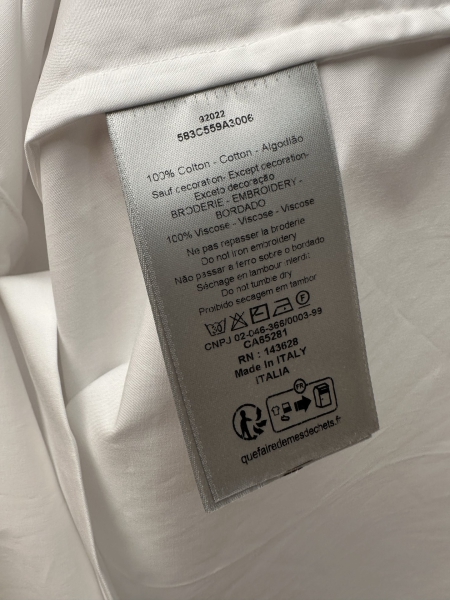 92022
583C559A3006
100% Cotton - Cotton - Algodião
Sauf decoration- Except decoration-
Exceto decoração
BRODERIE - EMBROIDERY -
BORDADO
100% Viscose - Viscose - Viscose
Ne pas repasser la broderie
Do not iron embroidery
Não passar a ferro sobre o bordado
Séchage en tambour interdit
Do not tumble dry
Proibido secagem em tambor
F
CNPJ 02-046-366/0003-99
CA65281
RN : 143628
Made in ITALY
ITALIA
FR
quefairedemesdechets.fr